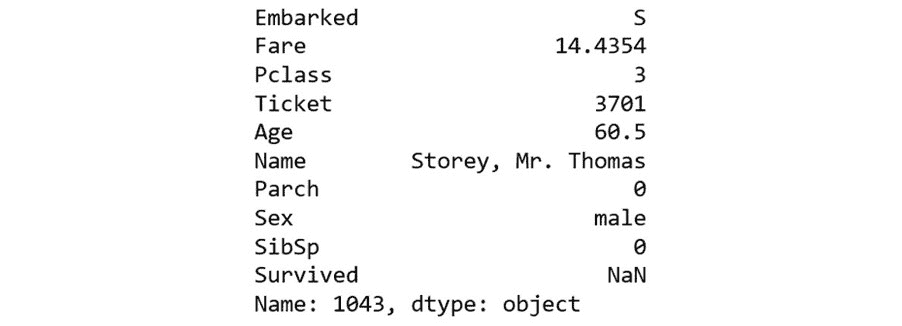 Embarked S
Fare 14.4354
Pclass 3
Ticket 3701
Age 60.5
Name Storey, Mr. Thomas
Parch 0
Sex male
SibSp 0
Survived NaN
Name: 1043, dtype: object